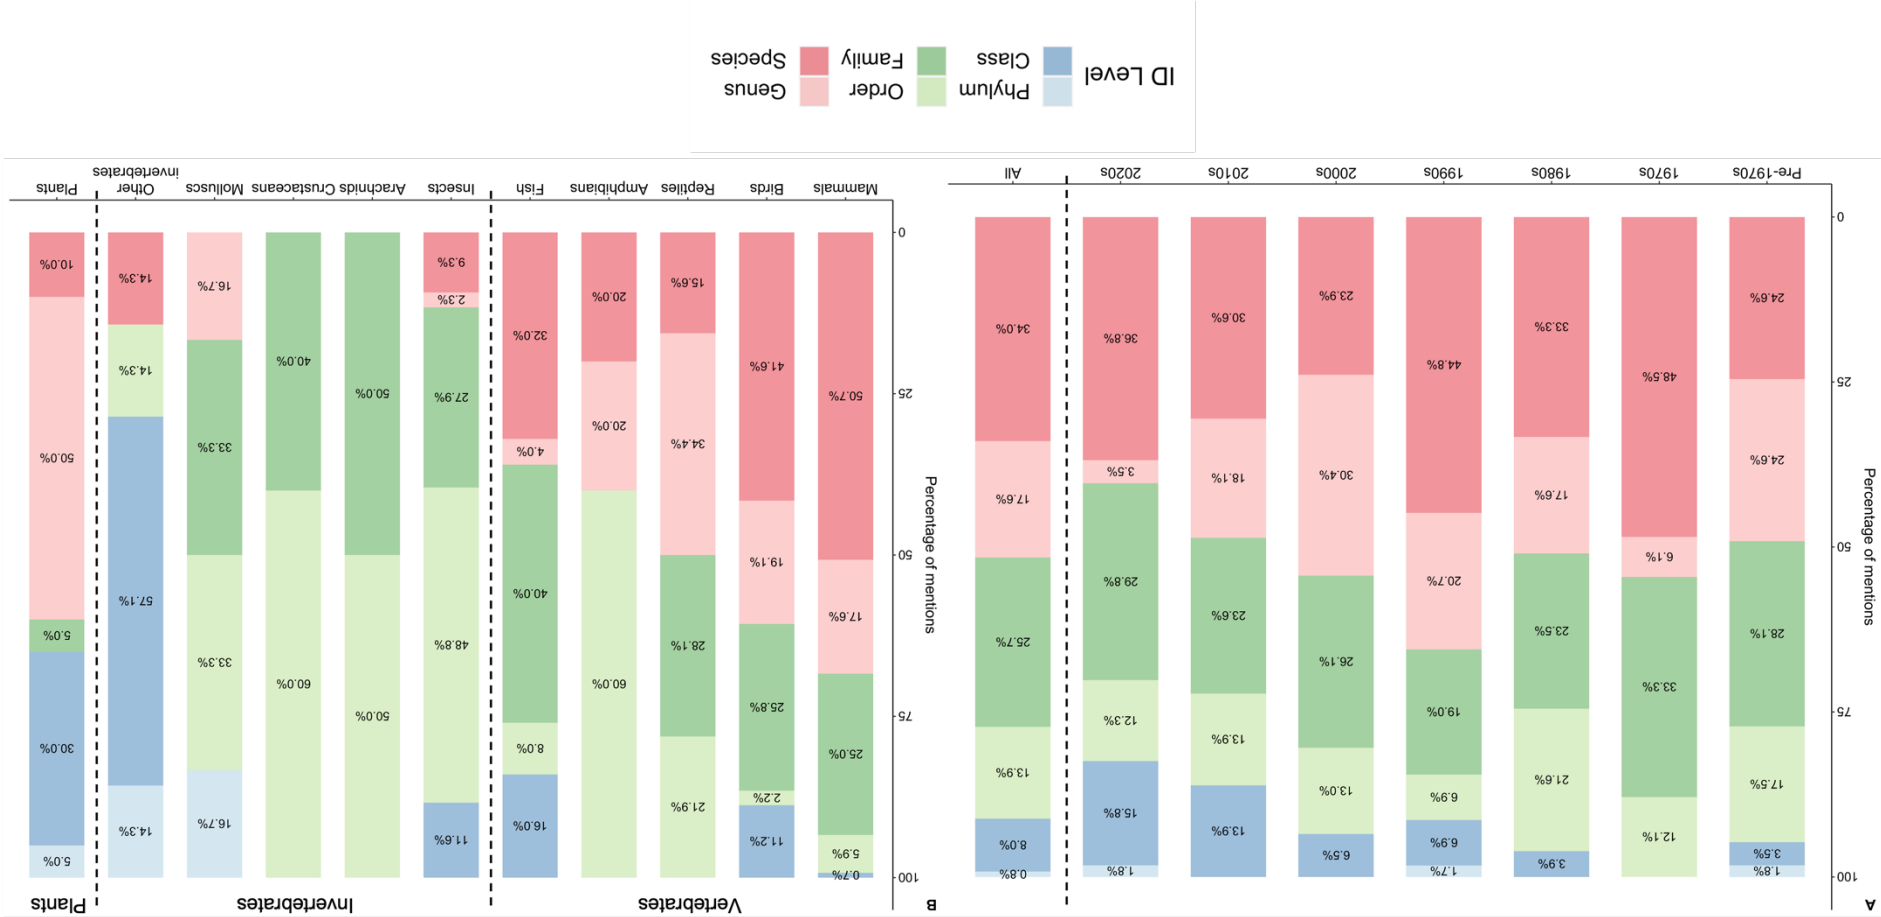 A
Percentage of mentions
100
75
50
25
0
1.8%
3.5%
17.5%
28.1%
24.6%
24.6%
Pre-1970s
12.1%
33.3%
6.1%
48.5%
1970s
3.9%
21.6%
23.5%
17.6%
33.3%
1980s
1.7%
6.9%
6.9%
19.0%
20.7%
44.8%
1990s
6.5%
13.0%
26.1%
30.4%
23.9%
2000s
13.9%
13.9%
23.6%
18.1%
30.6%
2010s
1.8%
15.8%
12.3%
29.8%
3.5%
36.8%
2020s
0.8%
8.0%
13.9%
25.7%
17.6%
34.0%
All
B
Vertebrates
Invertebrates
Plants
Percentage of mentions
100
75
50
25
0
0.7%
5.9%
25.0%
17.6%
50.7%
Mammals
11.2%
2.2%
25.8%
19.1%
41.6%
Birds
21.9%
28.1%
34.4%
15.6%
Reptiles
60.0%
20.0%
20.0%
Amphibians
16.0%
8.0%
40.0%
4.0%
32.0%
Fish
11.6%
48.8%
27.9%
2.3%
9.3%
Insects
50.0%
50.0%
Arachnids
60.0%
40.0%
Crustaceans
16.7%
33.3%
33.3%
16.7%
Molluscs
14.3%
57.1%
14.3%
14.3%
Other
invertebrates
5.0%
30.0%
5.0%
50.0%
10.0%
Plants
ID Level
Phylum
Class
Order
Family
Genus
Species